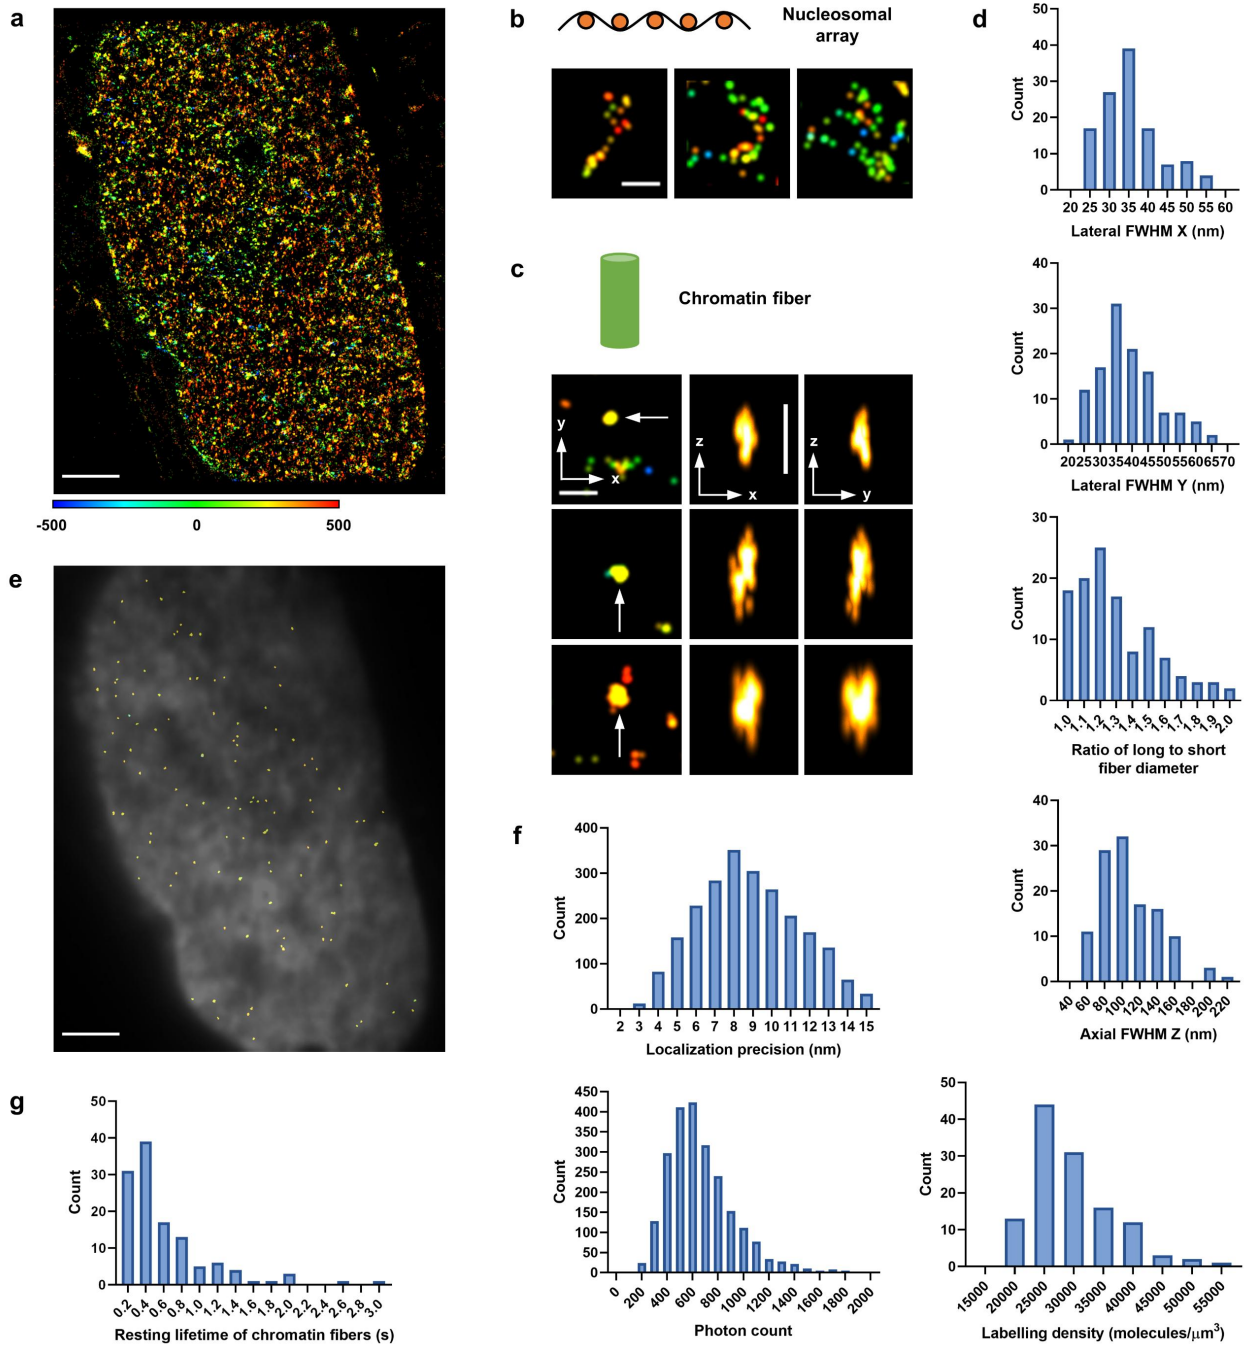 a
-500 0 500
b
Nucleosomal
array
c
Chromatin fiber
y
x
z
x
z
y
d
50
40
30
20
10
0
Count
20 25 30 35 40 45 50 55 60
Lateral FWHM X (nm)
40
30
20
10
0
Count
20 25 30 35 40 45 50 55 60 65 70
Lateral FWHM Y (nm)
30
20
10
0
Count
1.0 1.1 1.2 1.3 1.4 1.5 1.6 1.7 1.8 1.9 2.0
Ratio of long to short
fiber diameter
40
30
20
10
0
Count
40 60 80 100 120 140 160 180 200 220
Axial FWHM Z (nm)
e
f
400
300
200
100
0
Count
2 3 4 5 6 7 8 9 10 11 12 13 14 15
Localization precision (nm)
450
400
350
300
250
200
150
100
50
0
Count
0 200 400 600 800 1000 1200 1400 1600 1800 2000
Photon count
50
40
30
20
10
0
Count
15000 20000 25000 30000 35000 40000 45000 50000 55000
Labelling density (molecules/μm³)
g
50
40
30
20
10
0
Count
0.2 0.4 0.6 0.8 1.0 1.2 1.4 1.6 1.8 2.0 2.2 2.4 2.6 2.8 3.0
Resting lifetime of chromatin fibers (s)